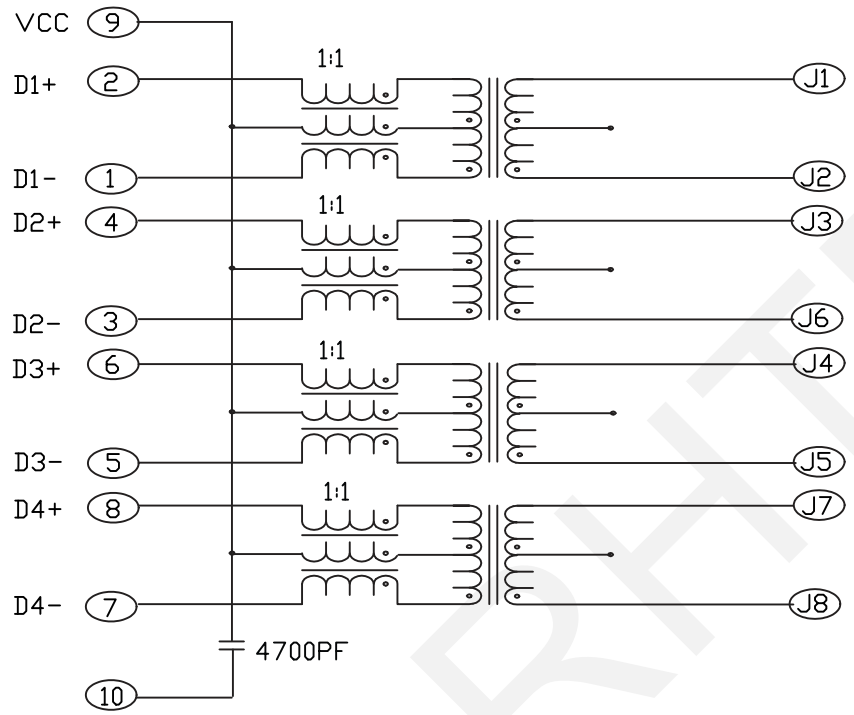 VCC 9
1:1
D1+ 2 J1
D1- 1 J2
1:1
D2+ 4 J3
D2- 3 J6
1:1
D3+ 6 J4
D3- 5 J5
1:1
D4+ 8 J7
D4- 7 J8
4700PF
10
RHT